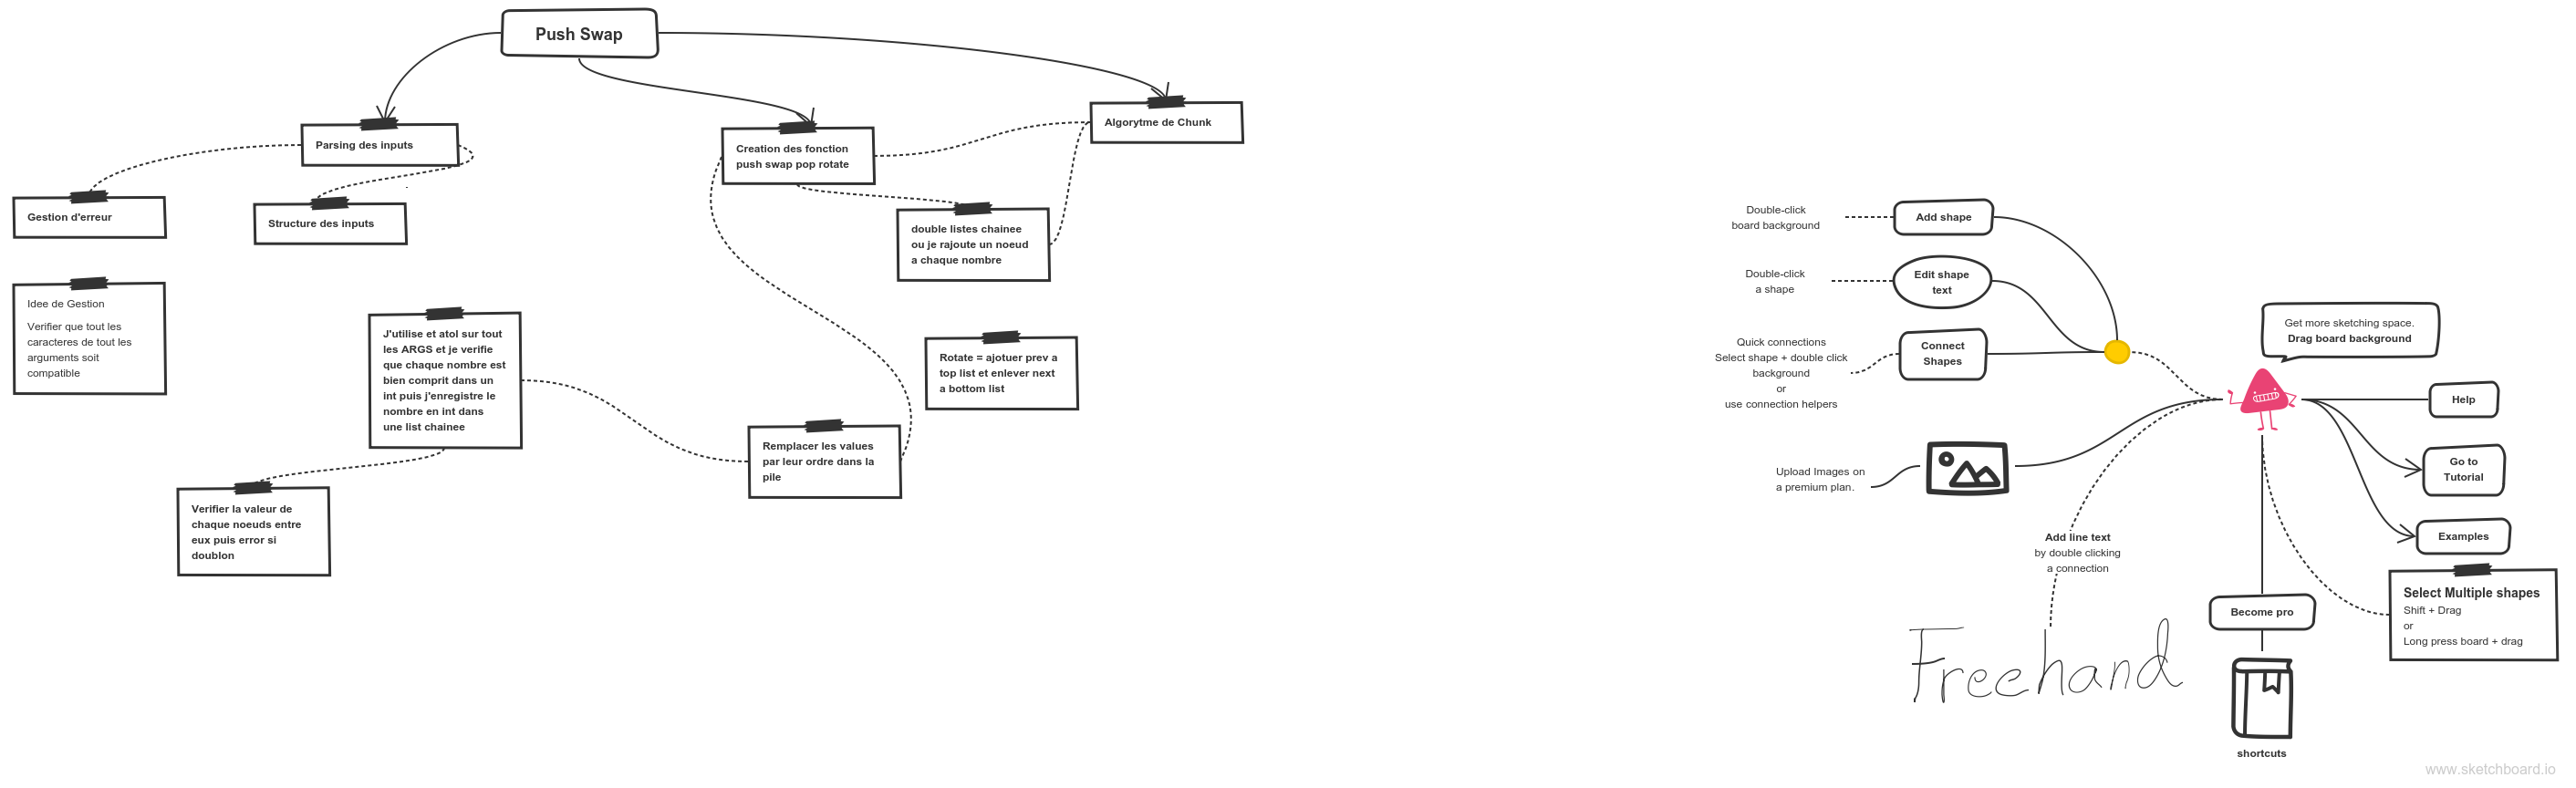 Push Swap
Parsing des inputs
Gestion d'erreur
Structure des inputs
Idee de Gestion
Verifier que tout les
caracteres de tout les
arguments soit
compatible
J'utilise et atol sur tout
les ARGS et je verifie
que chaque nombre est
bien comprit dans un
int puis j'enregistre le
nombre en int dans
une list chainee
Verifier la valeur de
chaque noeuds entre
eux puis error si
doublon
Creation des fonction
push swap pop rotate
Algorytme de Chunk
double listes chainee
ou je rajoute un noeud
a chaque nombre
Rotate = ajotuer prev a
top list et enlever next
a bottom list
Remplacer les values
par leur ordre dans la
pile
Double-click
board background
Add shape
Double-click
a shape
Edit shape
text
Quick connections
Select shape + double click
background
or
use connection helpers
Connect
Shapes
Upload Images on
a premium plan.
Add line text
by double clicking
a connection
Freehand
Get more sketching space.
Drag board background
Help
Go to
Tutorial
Examples
Select Multiple shapes
Shift + Drag
or
Long press board + drag
Become pro
shortcuts
www.sketchboard.io